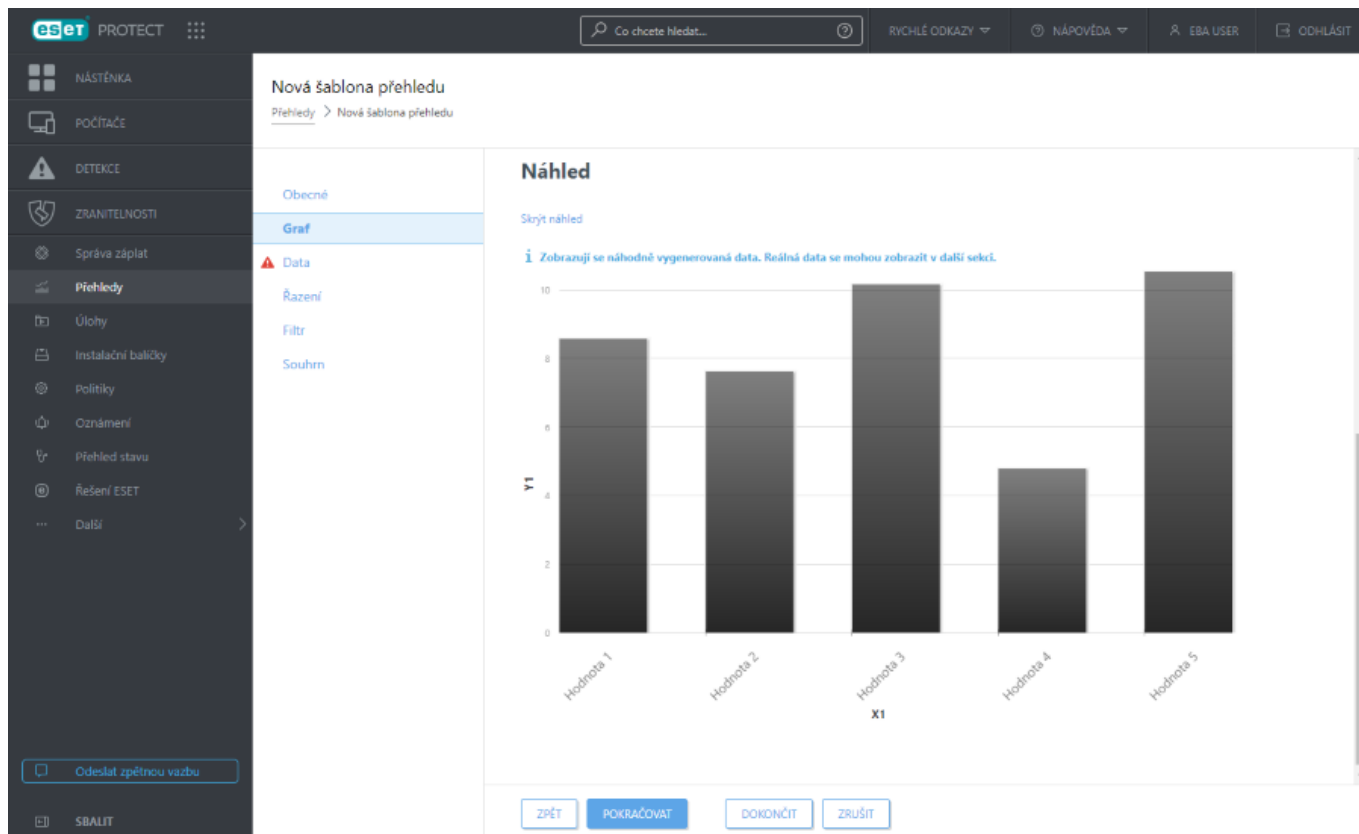 eset PROTECT
Co chcete hledat...
RYCHLÉ ODKAZY
NÁPOVĚDA
EBA USER
ODHLÁSIT
NÁSTĚNKA
POČÍTAČE
DETEKCE
ZRANITELNOSTI
Správa záplat
Přehledy
Úlohy
Instalační balíčky
Politiky
Oznámení
Přehled stavu
Řešení ESET
Další
Odeslat zpětnou vazbu
SBALIT
Nová šablona přehledu
Přehledy > Nová šablona přehledu
Obecné
Graf
Data
Řazení
Filtr
Souhrn
Náhled
Skrýt náhled
Zobrazují se náhodně vygenerovaná data. Reálná data se mohou zobrazit v další sekci.
10
8
6
4
2
0
Y1
Hodnota 1
Hodnota 2
Hodnota 3
Hodnota 4
Hodnota 5
X1
ZPĚT
POKRAČOVAT
DOKONČIT
ZRUŠIT